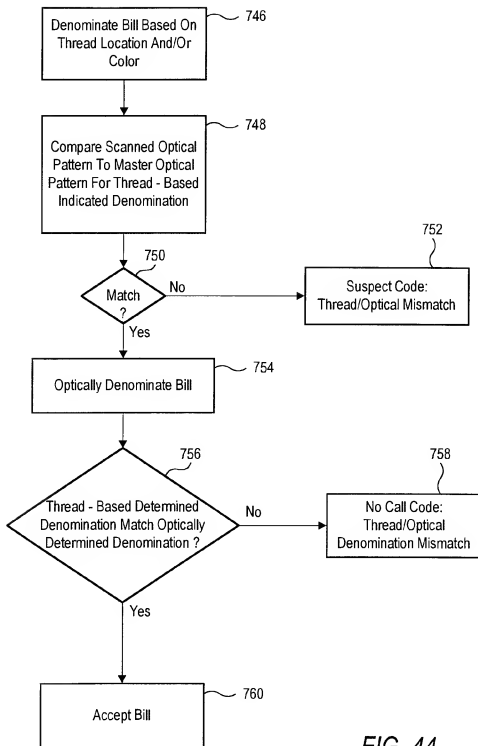 Denominate Bill Based On
Thread Location And/Or
Color
746
Compare Scanned Optical
Pattern To Master Optical
Pattern For Thread - Based
Indicated Denomination
748
Match
?
750
No
Yes
Suspect Code:
Thread/Optical Mismatch
752
Optically Denominate Bill
754
Thread - Based Determined
Denomination Match Optically
Determined Denomination ?
756
No
Yes
No Call Code:
Thread/Optical
Denomination Mismatch
758
Accept Bill
760
FIG. 44